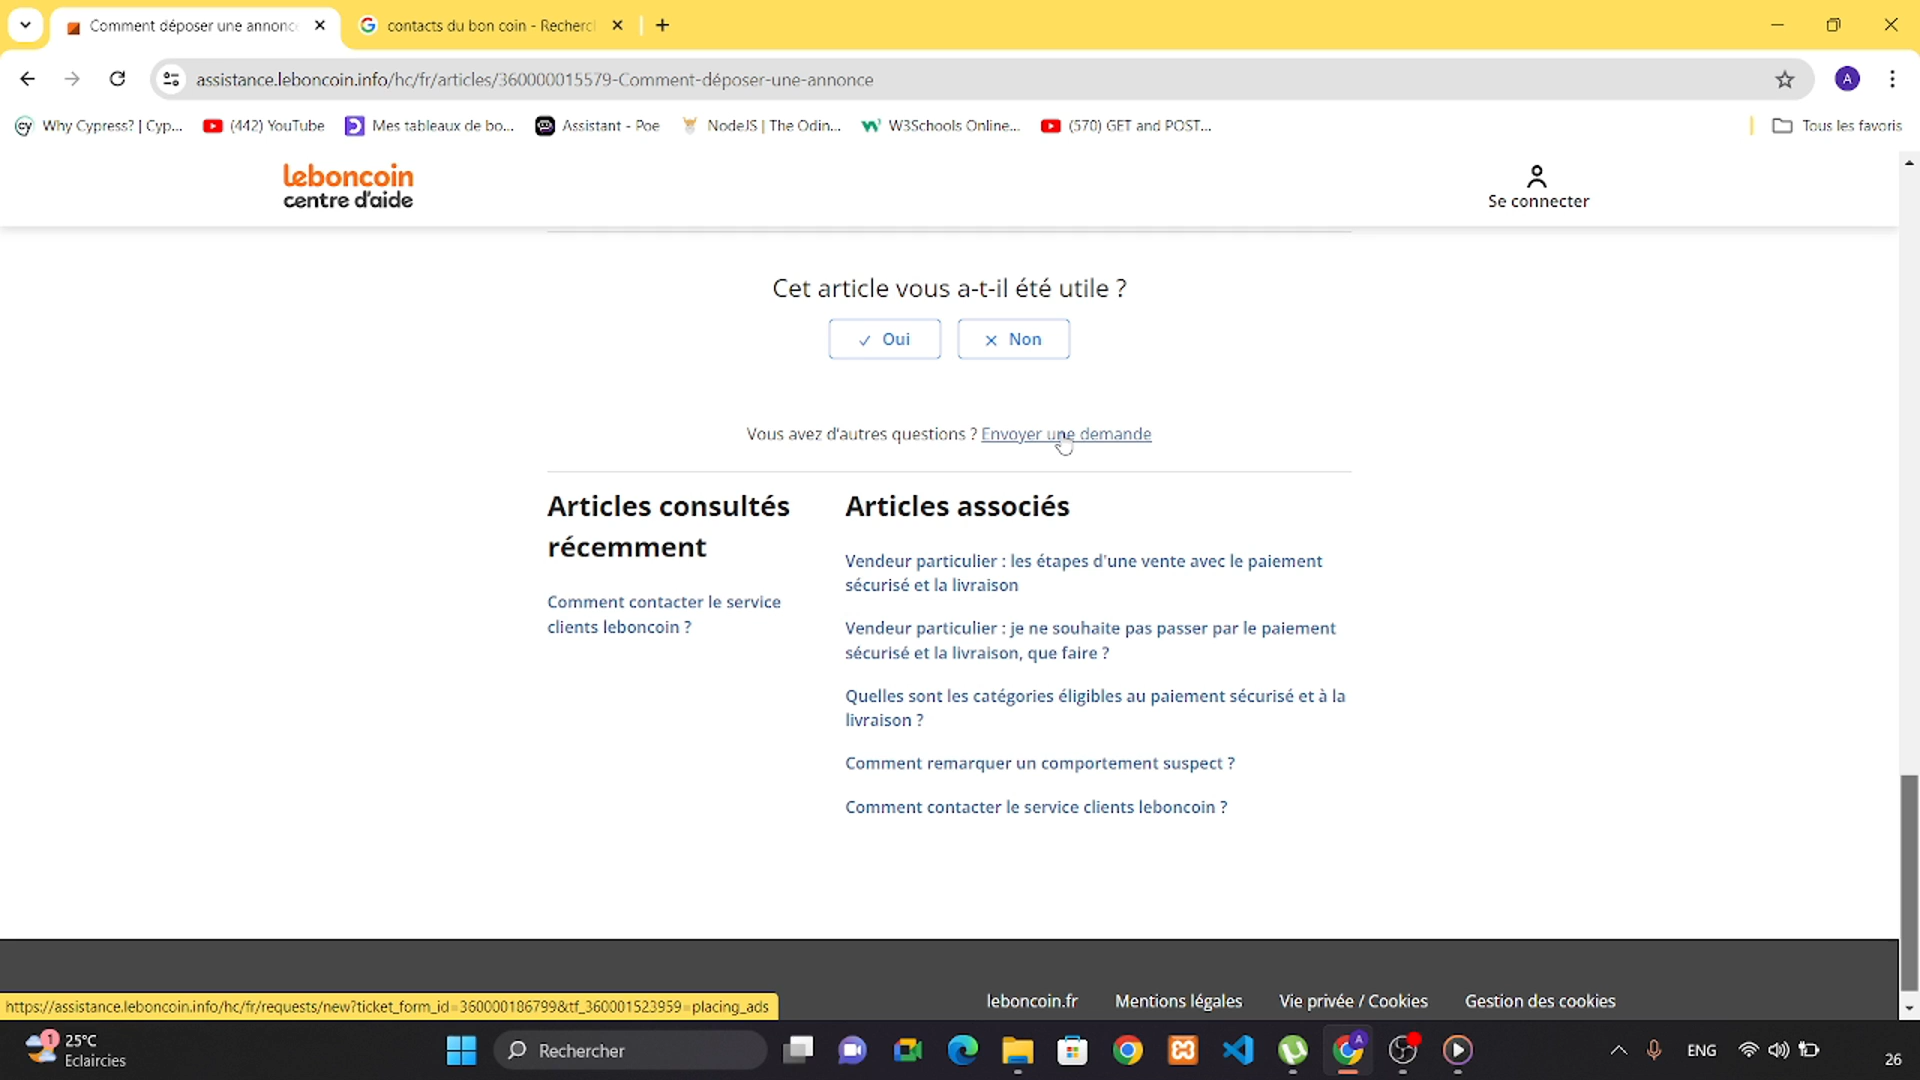 Comment déposer une annonc
contacts du bon coin - Recherc
assistance.leboncoin.info/hc/fr/articles/360000015579-Comment-déposer-une-annonce
A
cy Why Cypress? | Cyp...
(442) YouTube
Mes tableaux de bo...
Assistant - Poe
NodeJS | The Odin...
W3Schools Online...
(570) GET and POST...
Tous les favoris
leboncoin
centre d'aide
Se connecter
Cet article vous a-t-il été utile ?
Oui
Non
Vous avez d'autres questions ? Envoyer une demande
Articles consultés
récemment
Comment contacter le service
clients leboncoin ?
Articles associés
Vendeur particulier : les étapes d'une vente avec le paiement
sécurisé et la livraison
Vendeur particulier : je ne souhaite pas passer par le paiement
sécurisé et la livraison, que faire ?
Quelles sont les catégories éligibles au paiement sécurisé et à la
livraison ?
Comment remarquer un comportement suspect ?
Comment contacter le service clients leboncoin ?
leboncoin.fr
Mentions légales
Vie privée / Cookies
Gestion des cookies
https://assistance.leboncoin.info/hc/fr/requests/new?ticket_form_id=360000186799&tf_360001523959=placing_ads
1
25°C
Eclaircies
Rechercher
A
ENG
26